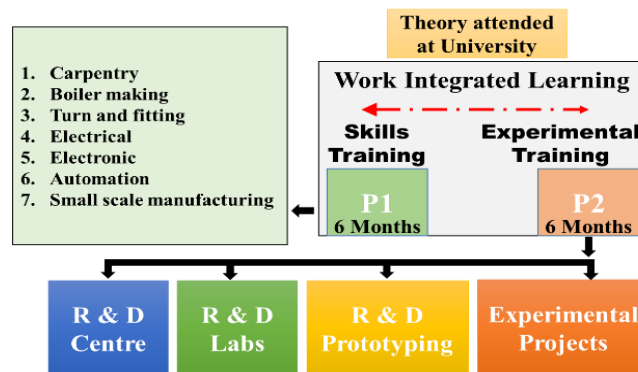 Theory attended
at University
1. Carpentry
2. Boiler making
3. Turn and fitting
4. Electrical
5. Electronic
6. Automation
7. Small scale manufacturing
Work Integrated Learning
Skills
Training
Experimental
Training
P1
6 Months
P2
6 Months
R & D
Centre
R & D
Labs
R & D
Prototyping
Experimental
Projects